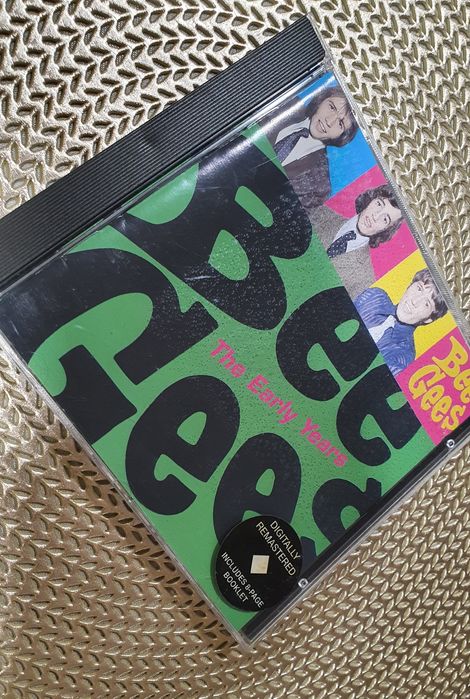 Bee
Gees
The Early Years
Bee
Gees
DIGITALLY
REMASTERED
INCLUDES 8-PAGE
BOOKLET